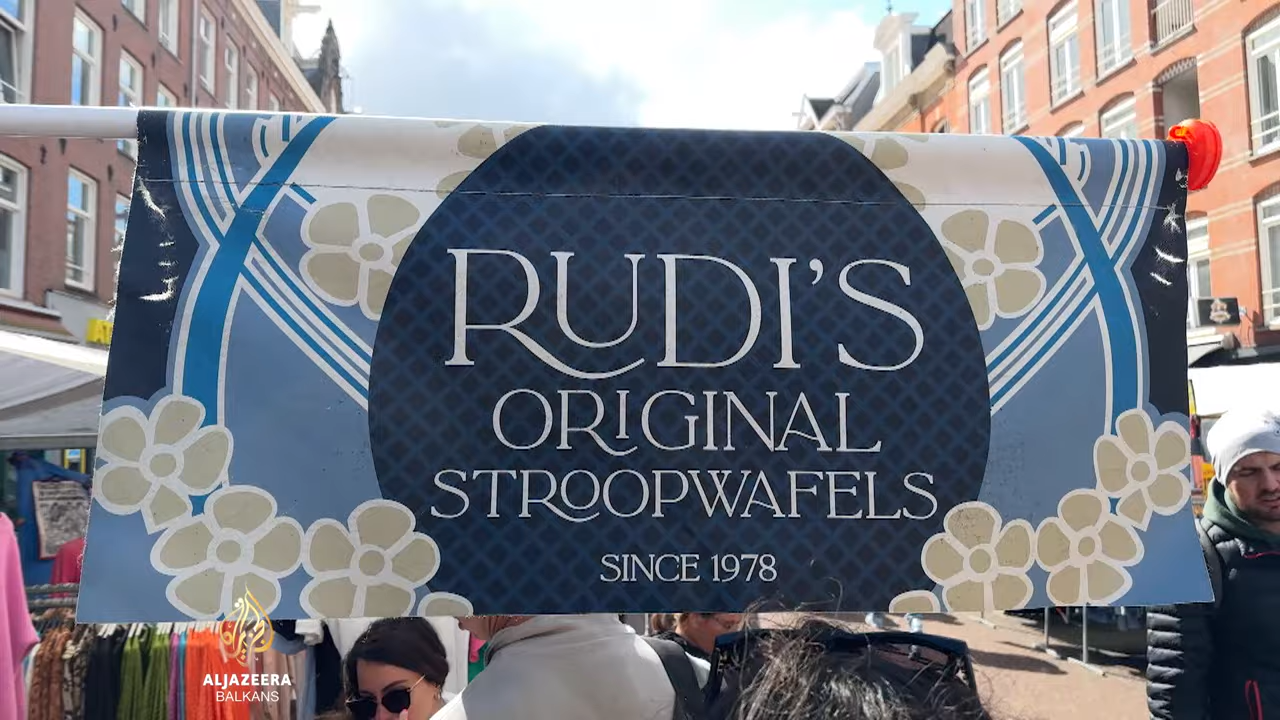 RUDI'S
ORIGINAL
STROOPWAFELS
SINCE 1978
ALJAZEERA
BALKANS